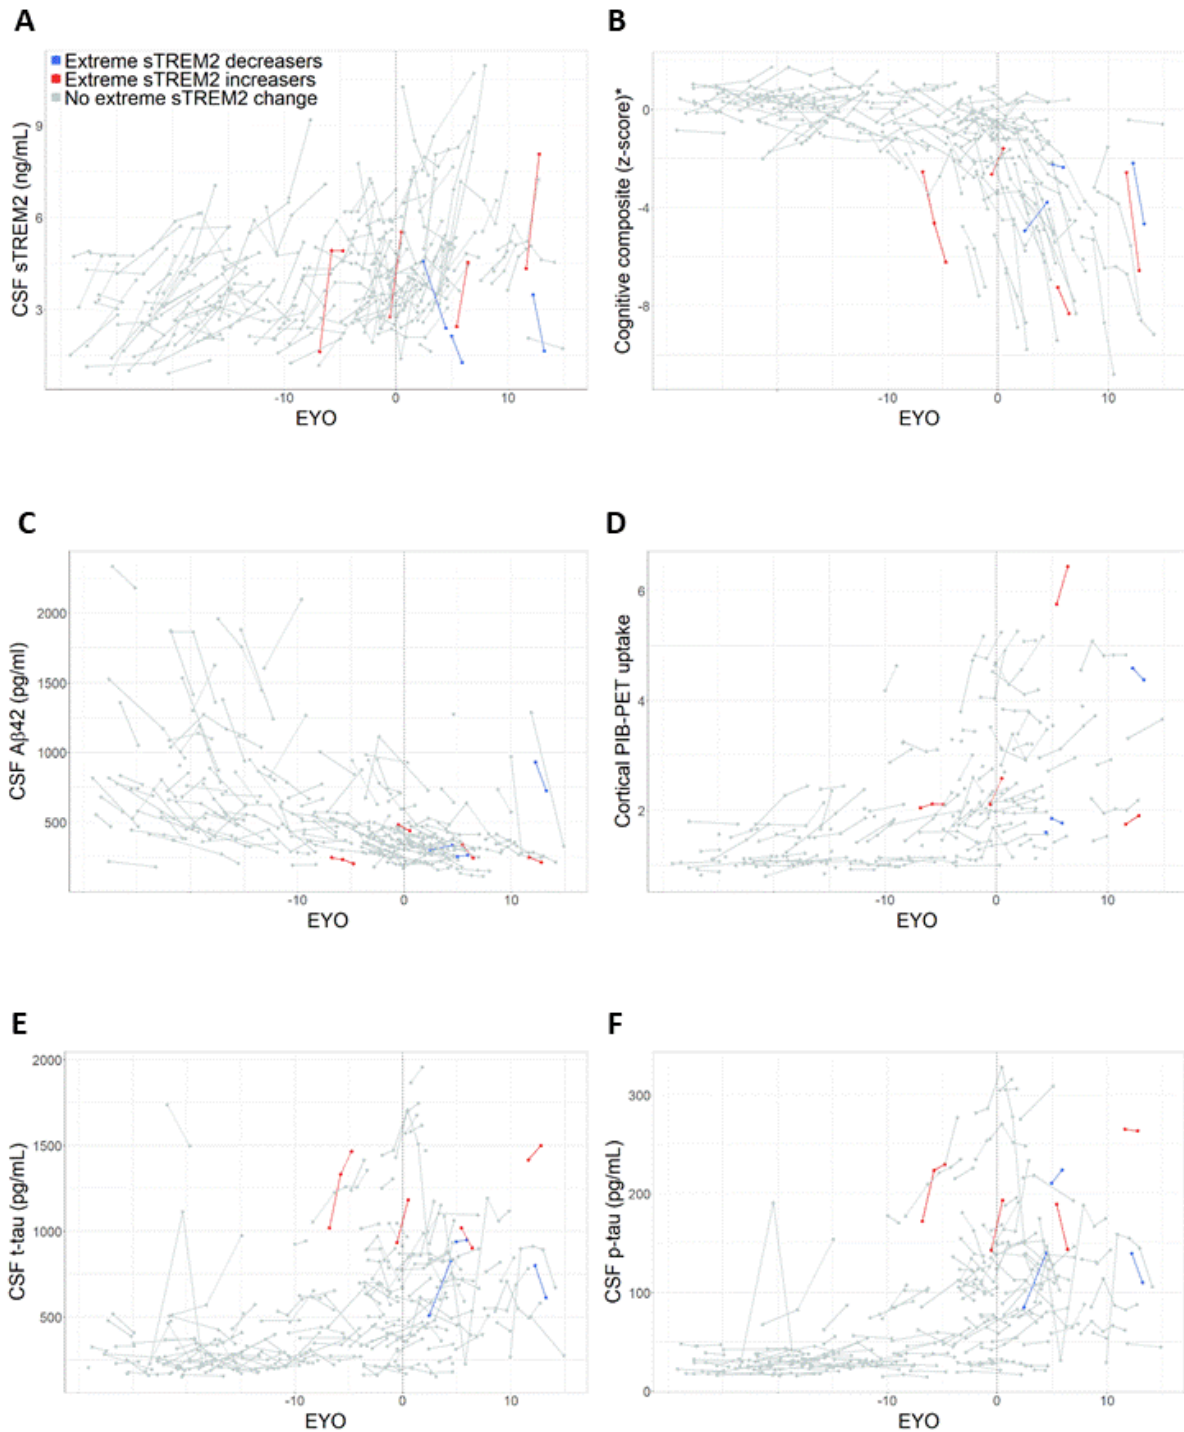 A
Extreme sTREM2 decreasers
Extreme sTREM2 increasers
No extreme sTREM2 change
CSF sTREM2 (ng/mL)
9
6
3
-10 0 10
EYO
B
Cognitive composite (z-score)*
0
-4
-8
-10 0 10
EYO
C
CSF Aβ42 (pg/ml)
2000
1500
1000
500
-10 0 10
EYO
D
Cortical PIB-PET uptake
6
4
2
-10 0 10
EYO
E
CSF t-tau (pg/mL)
2000
1500
1000
500
-10 0 10
EYO
F
CSF p-tau (pg/mL)
300
200
100
0
-10 0 10
EYO